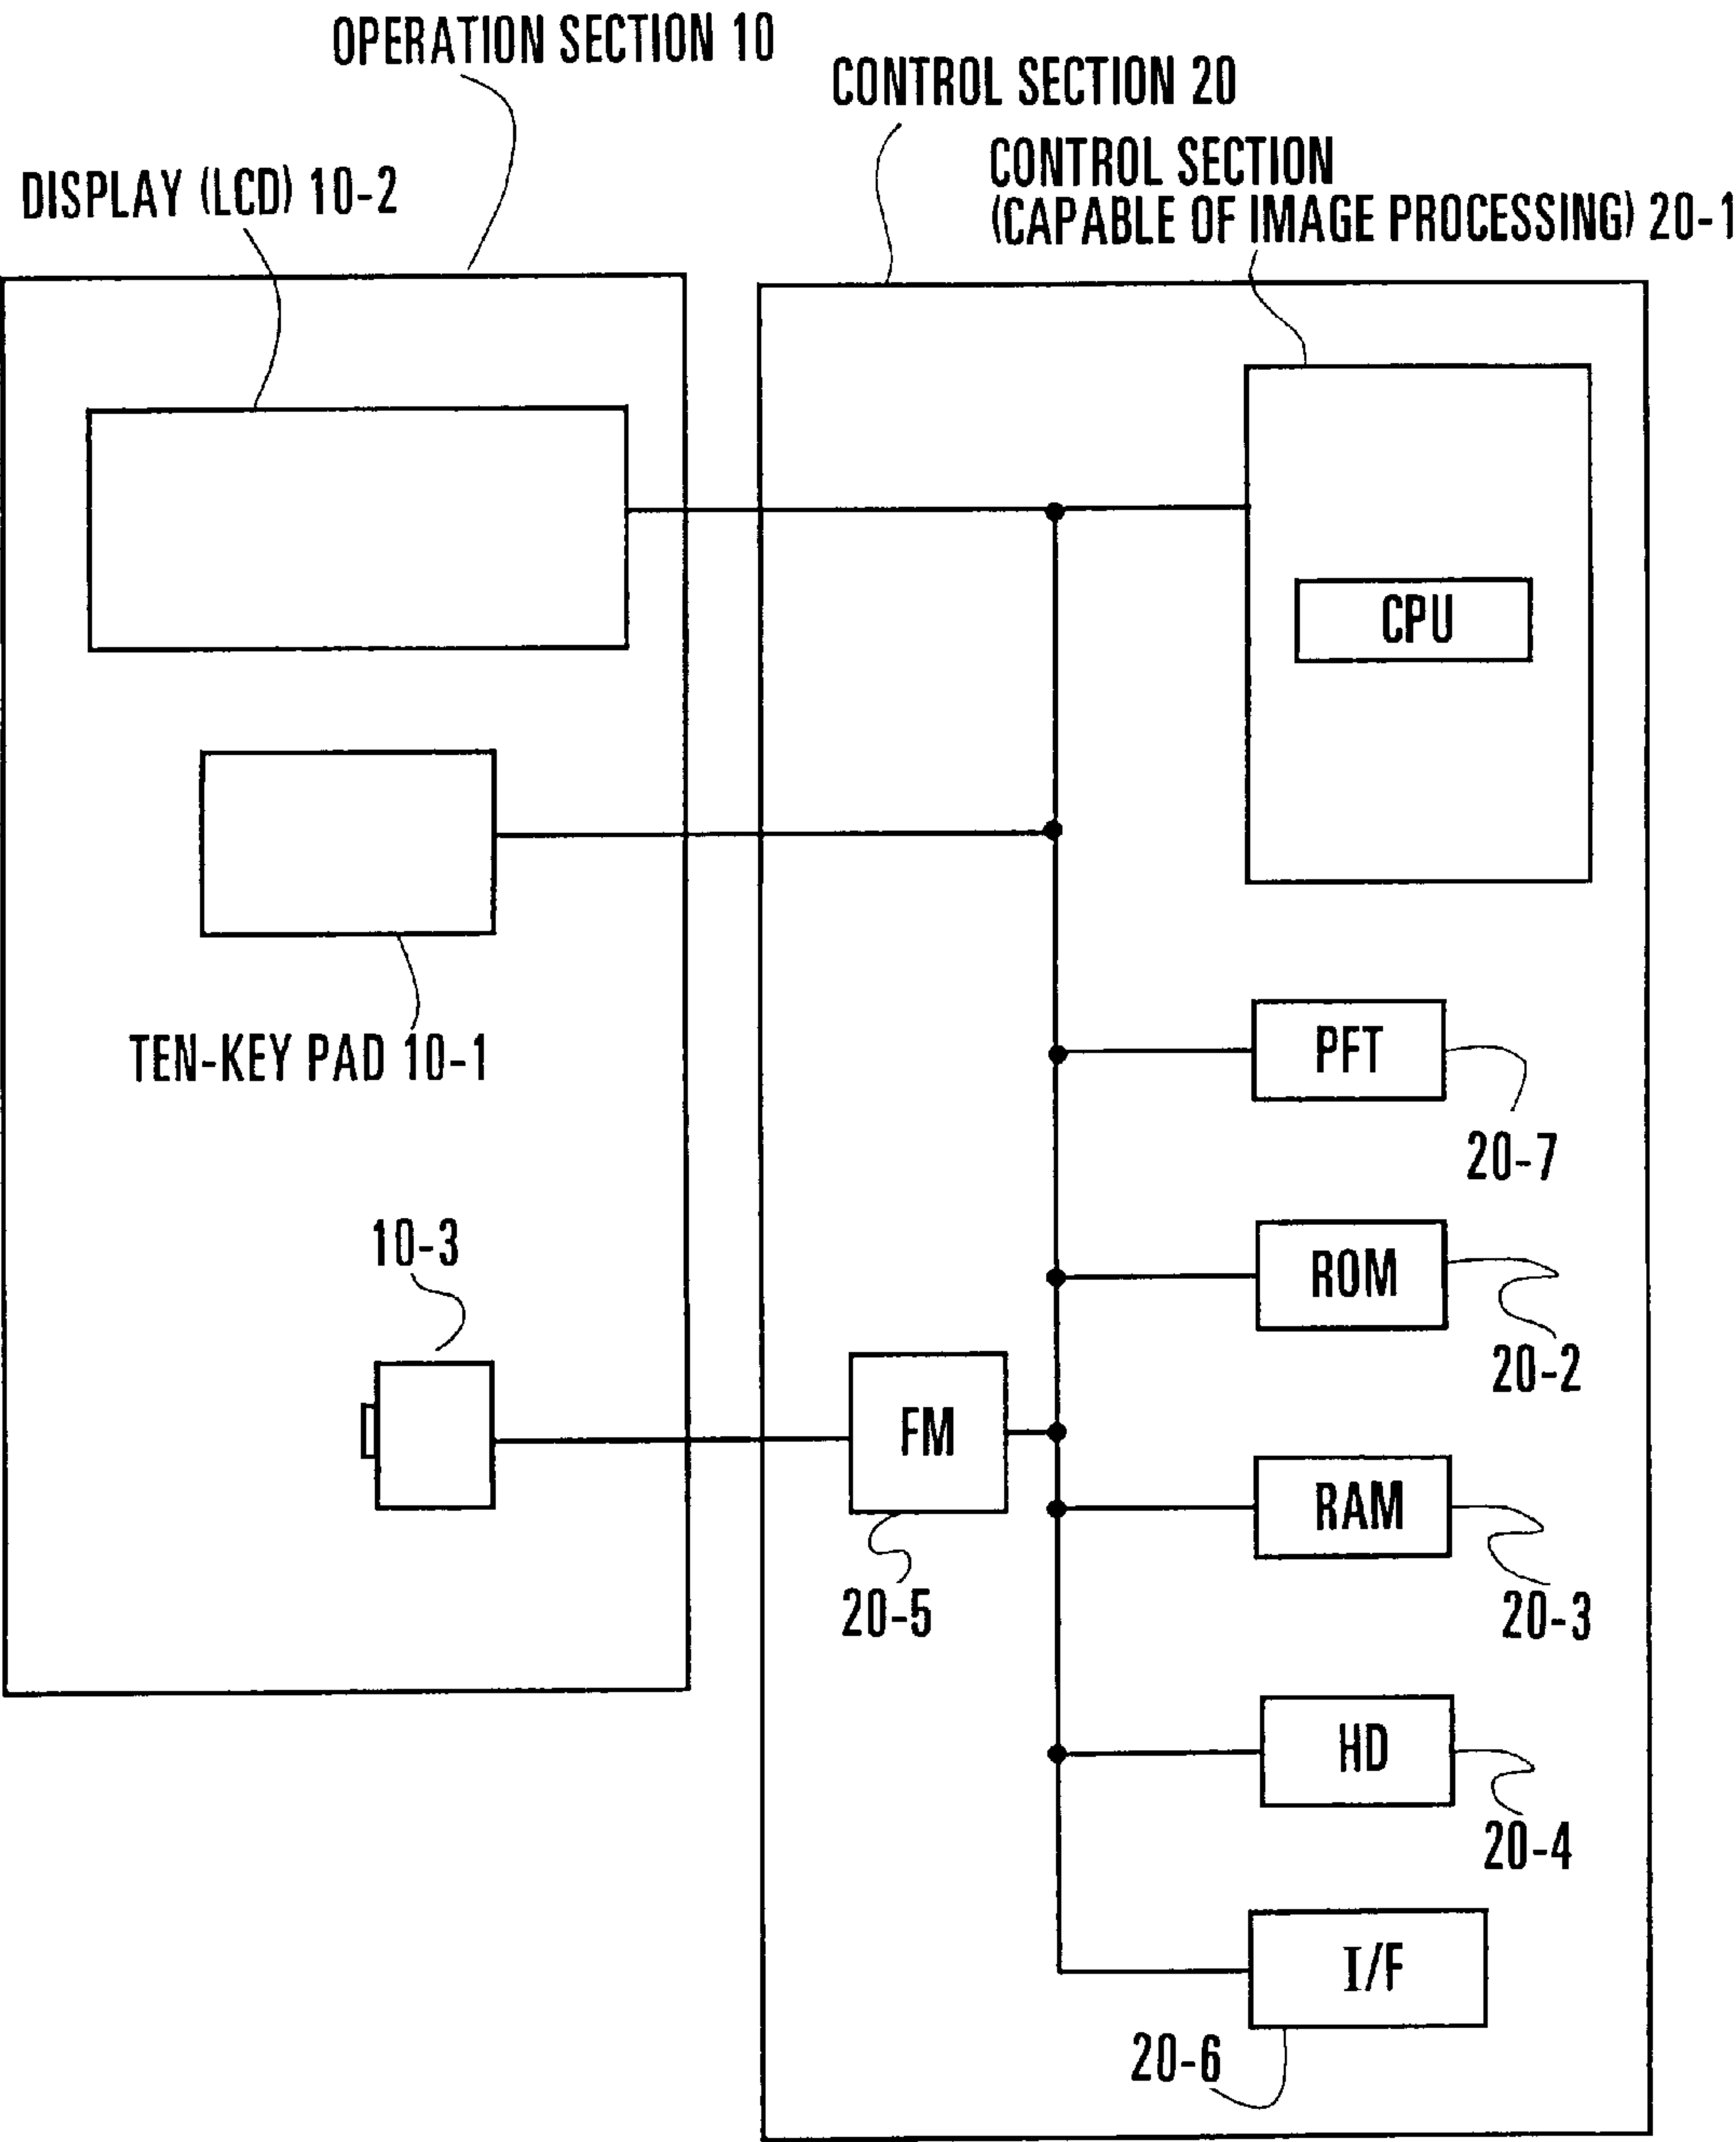 OPERATION SECTION 10
CONTROL SECTION 20
CONTROL SECTION
(CAPABLE OF IMAGE PROCESSING) 20-1
DISPLAY (LCD) 10-2
CPU
TEN-KEY PAD 10-1
PFT
20-7
10-3
ROM
20-2
FM
RAM
20-5
20-3
HD
20-4
I/F
20-6